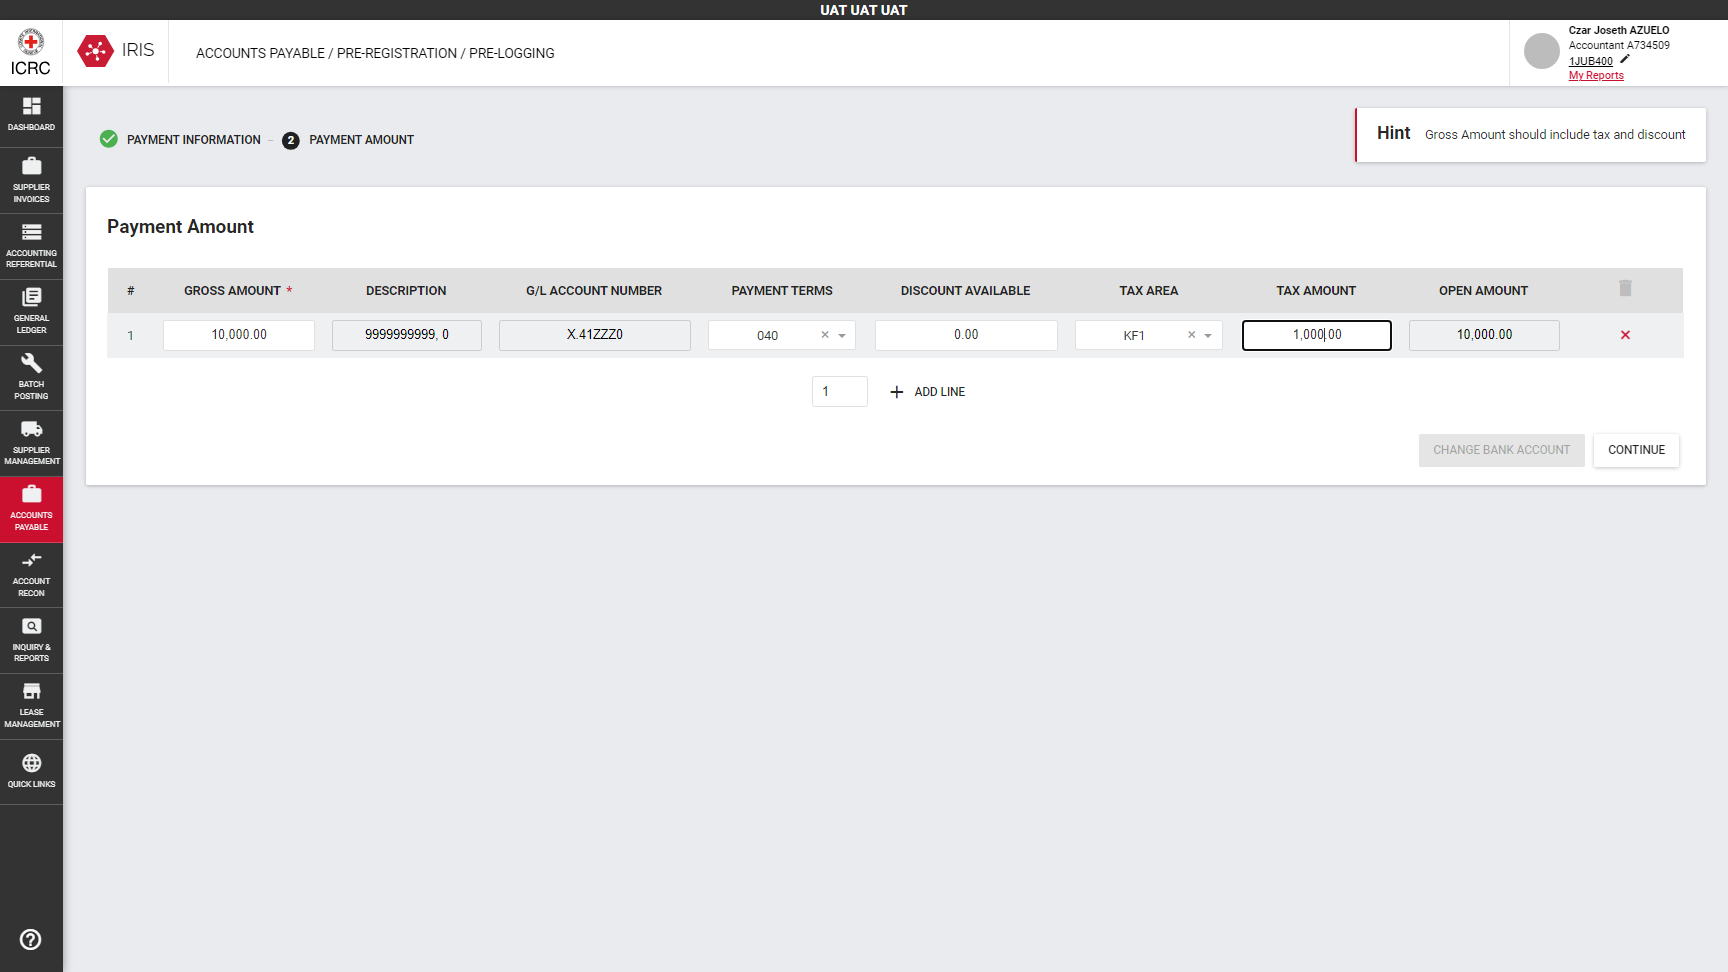 UAT UAT UAT
ICRC
IRIS
ACCOUNTS PAYABLE / PRE-REGISTRATION / PRE-LOGGING
Czar Joseth AZUELO
Accountant A734509
1JUB400
My Reports
DASHBOARD
SUPPLIER
INVOICES
ACCOUNTING
REFERENTIAL
GENERAL
LEDGER
BATCH
POSTING
SUPPLIER
MANAGEMENT
ACCOUNTS
PAYABLE
ACCOUNT
RECON
INQUIRY &
REPORTS
LEASE
MANAGEMENT
QUICK LINKS
PAYMENT INFORMATION – 2 PAYMENT AMOUNT
Hint Gross Amount should include tax and discount
Payment Amount
# GROSS AMOUNT * DESCRIPTION G/L ACCOUNT NUMBER PAYMENT TERMS DISCOUNT AVAILABLE TAX AREA TAX AMOUNT OPEN AMOUNT
1 10,000.00 9999999999, 0 X.41ZZZ0 040 × 0.00 KF1 × 1,000.00 10,000.00 ×
1 + ADD LINE
CHANGE BANK ACCOUNT CONTINUE